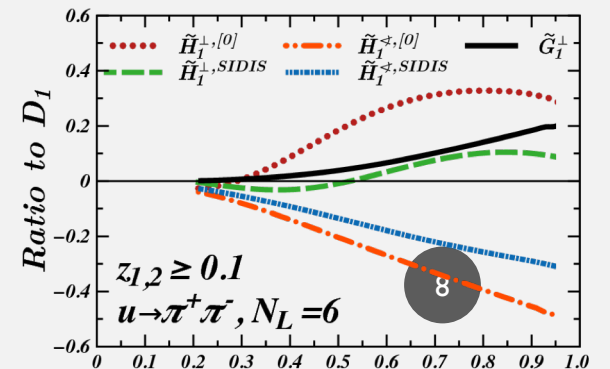 0.6
H̃₁^⊥,[0] H̃₁^∢,[0] G̃₁^⊥
0.4
H̃₁^⊥,SIDIS H̃₁^∢,SIDIS
Ratio to D₁
0.2
0
−0.2
z₁,₂ ≥ 0.1
8
−0.4
u→π⁺π⁻, N_L =6
−0.6
0 0.1 0.2 0.3 0.4 0.5 0.6 0.7 0.8 0.9 1.0